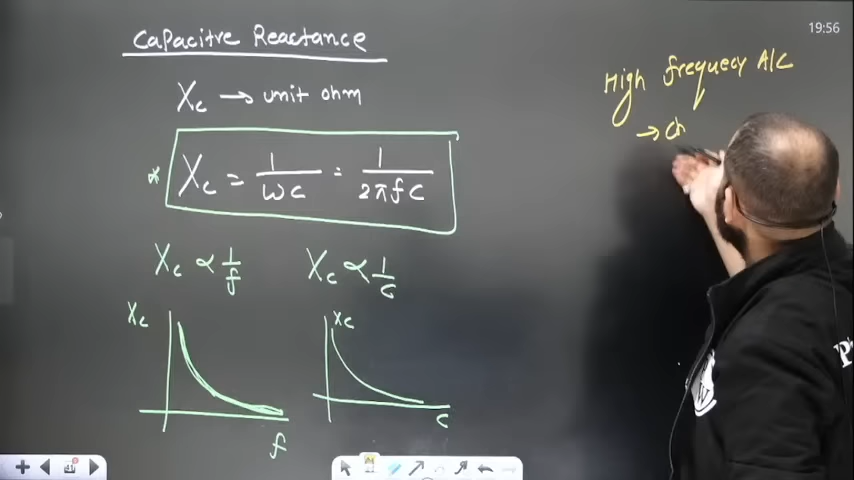 19:56
Capacitve Reactance
High frequecy A/C
Xc → unit ohm
→ Ch
* Xc = 1/ωc = 1/2πfc
Xc ∝ 1/f
Xc ∝ 1/c
Xc
f
Xc
c
W
P